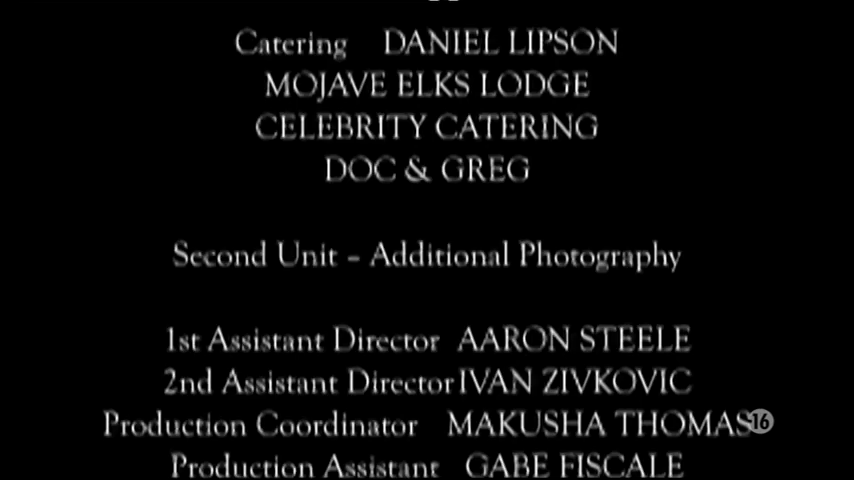 Catering DANIEL LIPSON
MOJAVE ELKS LODGE
CELEBRITY CATERING
DOC & GREG
Second Unit – Additional Photography
1st Assistant Director AARON STEELE
2nd Assistant Director IVAN ZIVKOVIC
Production Coordinator MAKUSHA THOMAS
16
Production Assistant GABE FISCALE